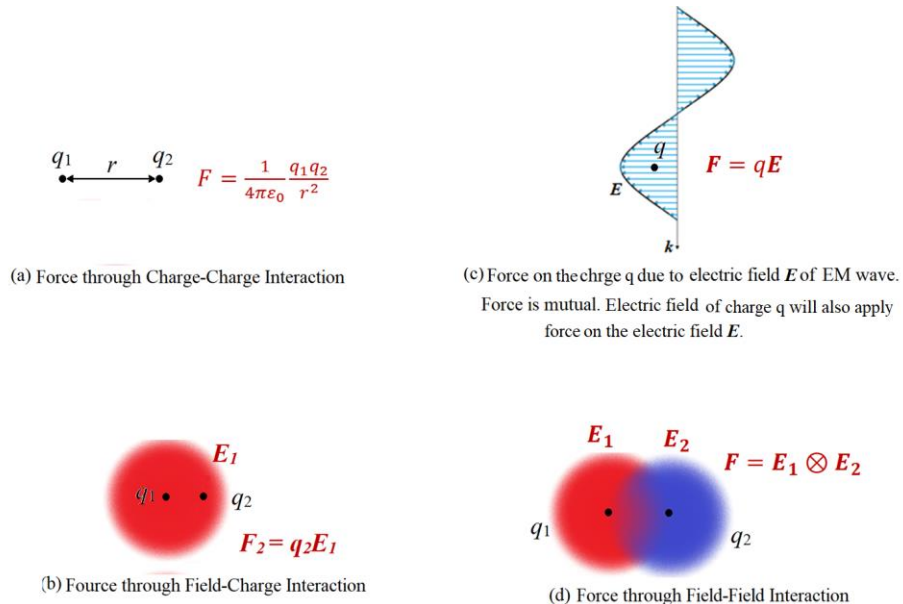 q₁ r q₂ F = 1/4πε₀ q₁q₂/r²
(a) Force through Charge-Charge Interaction
q
E
F = qE
k
(c) Force on the chrge q due to electric field E of EM wave.
Force is mutual. Electric field of charge q will also apply
force on the electric field E.
E₁
q₁ q₂
F₂ = q₂E₁
(b) Fource through Field-Charge Interaction
E₁ E₂
F = E₁ ⊗ E₂
q₁ q₂
(d) Force through Field-Field Interaction